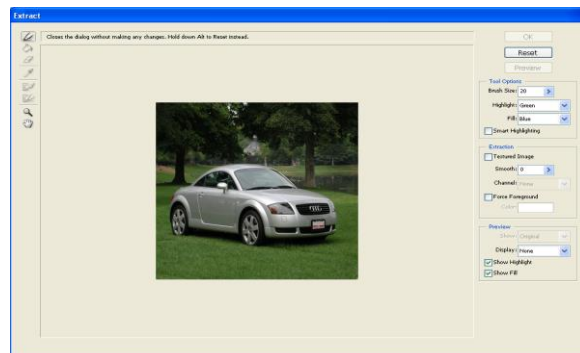 Extract
Closes the dialog without making any changes. Hold down Alt to Reset instead.
OK
Reset
Preview
Tool Options
Brush Size: 20
Highlight: Green
Fill: Blue
Smart Highlighting
Extraction
Textured Image
Smooth: 0
Channel: None
Force Foreground
Color:
Preview
Show: Original
Display: None
Show Highlight
Show Fill